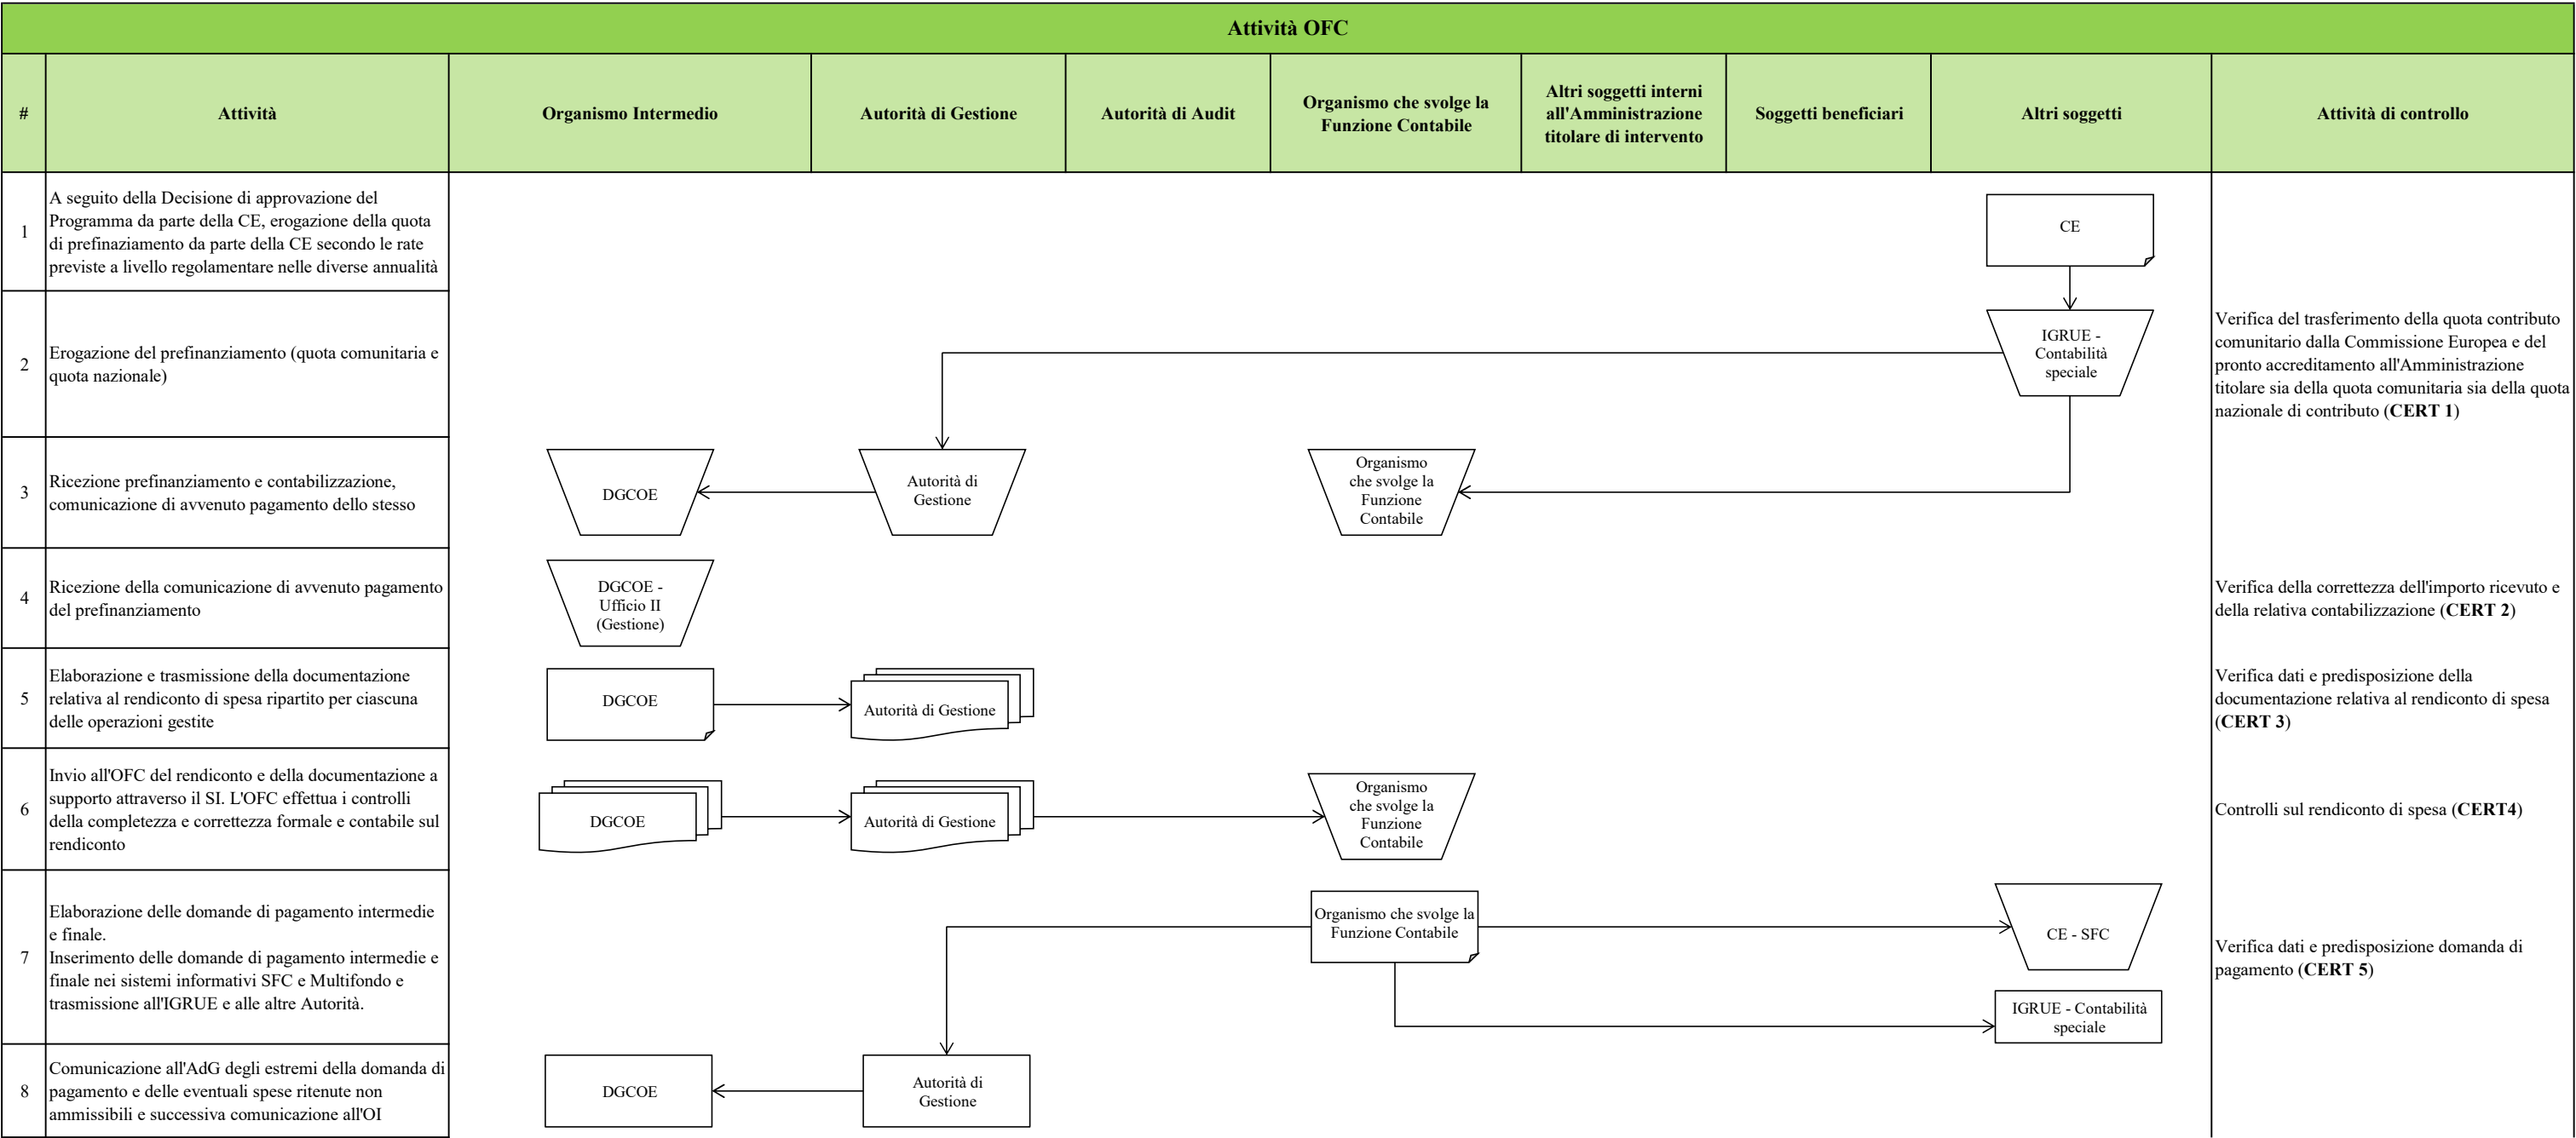 Attività OFC
#
Attività
Organismo Intermedio
Autorità di Gestione
Autorità di Audit
Organismo che svolge la
Funzione Contabile
Altri soggetti interni
all'Amministrazione
titolare di intervento
Soggetti beneficiari
Altri soggetti
Attività di controllo
1
A seguito della Decisione di approvazione del
Programma da parte della CE, erogazione della quota
di prefinaziamento da parte della CE secondo le rate
previste a livello regolamentare nelle diverse annualità
CE
2
Erogazione del prefinanziamento (quota comunitaria e
quota nazionale)
IGRUE -
Contabilità
speciale
Verifica del trasferimento della quota contributo
comunitario dalla Commissione Europea e del
pronto accreditamento all'Amministrazione
titolare sia della quota comunitaria sia della quota
nazionale di contributo (CERT 1)
3
Ricezione prefinanziamento e contabilizzazione,
comunicazione di avvenuto pagamento dello stesso
DGCOE
Autorità di
Gestione
Organismo
che svolge la
Funzione
Contabile
4
Ricezione della comunicazione di avvenuto pagamento
del prefinanziamento
DGCOE -
Ufficio II
(Gestione)
Verifica della correttezza dell'importo ricevuto e
della relativa contabilizzazione (CERT 2)
5
Elaborazione e trasmissione della documentazione
relativa al rendiconto di spesa ripartito per ciascuna
delle operazioni gestite
DGCOE
Autorità di Gestione
Verifica dati e predisposizione della
documentazione relativa al rendiconto di spesa
(CERT 3)
6
Invio all'OFC del rendiconto e della documentazione a
supporto attraverso il SI. L'OFC effettua i controlli
della completezza e correttezza formale e contabile sul
rendiconto
DGCOE
Autorità di Gestione
Organismo
che svolge la
Funzione
Contabile
Controlli sul rendiconto di spesa (CERT4)
7
Elaborazione delle domande di pagamento intermedie
e finale.
Inserimento delle domande di pagamento intermedie e
finale nei sistemi informativi SFC e Multifondo e
trasmissione all'IGRUE e alle altre Autorità.
Organismo che svolge la
Funzione Contabile
CE - SFC
IGRUE - Contabilità
speciale
Verifica dati e predisposizione domanda di
pagamento (CERT 5)
8
Comunicazione all'AdG degli estremi della domanda di
pagamento e delle eventuali spese ritenute non
ammissibili e successiva comunicazione all'OI
DGCOE
Autorità di
Gestione